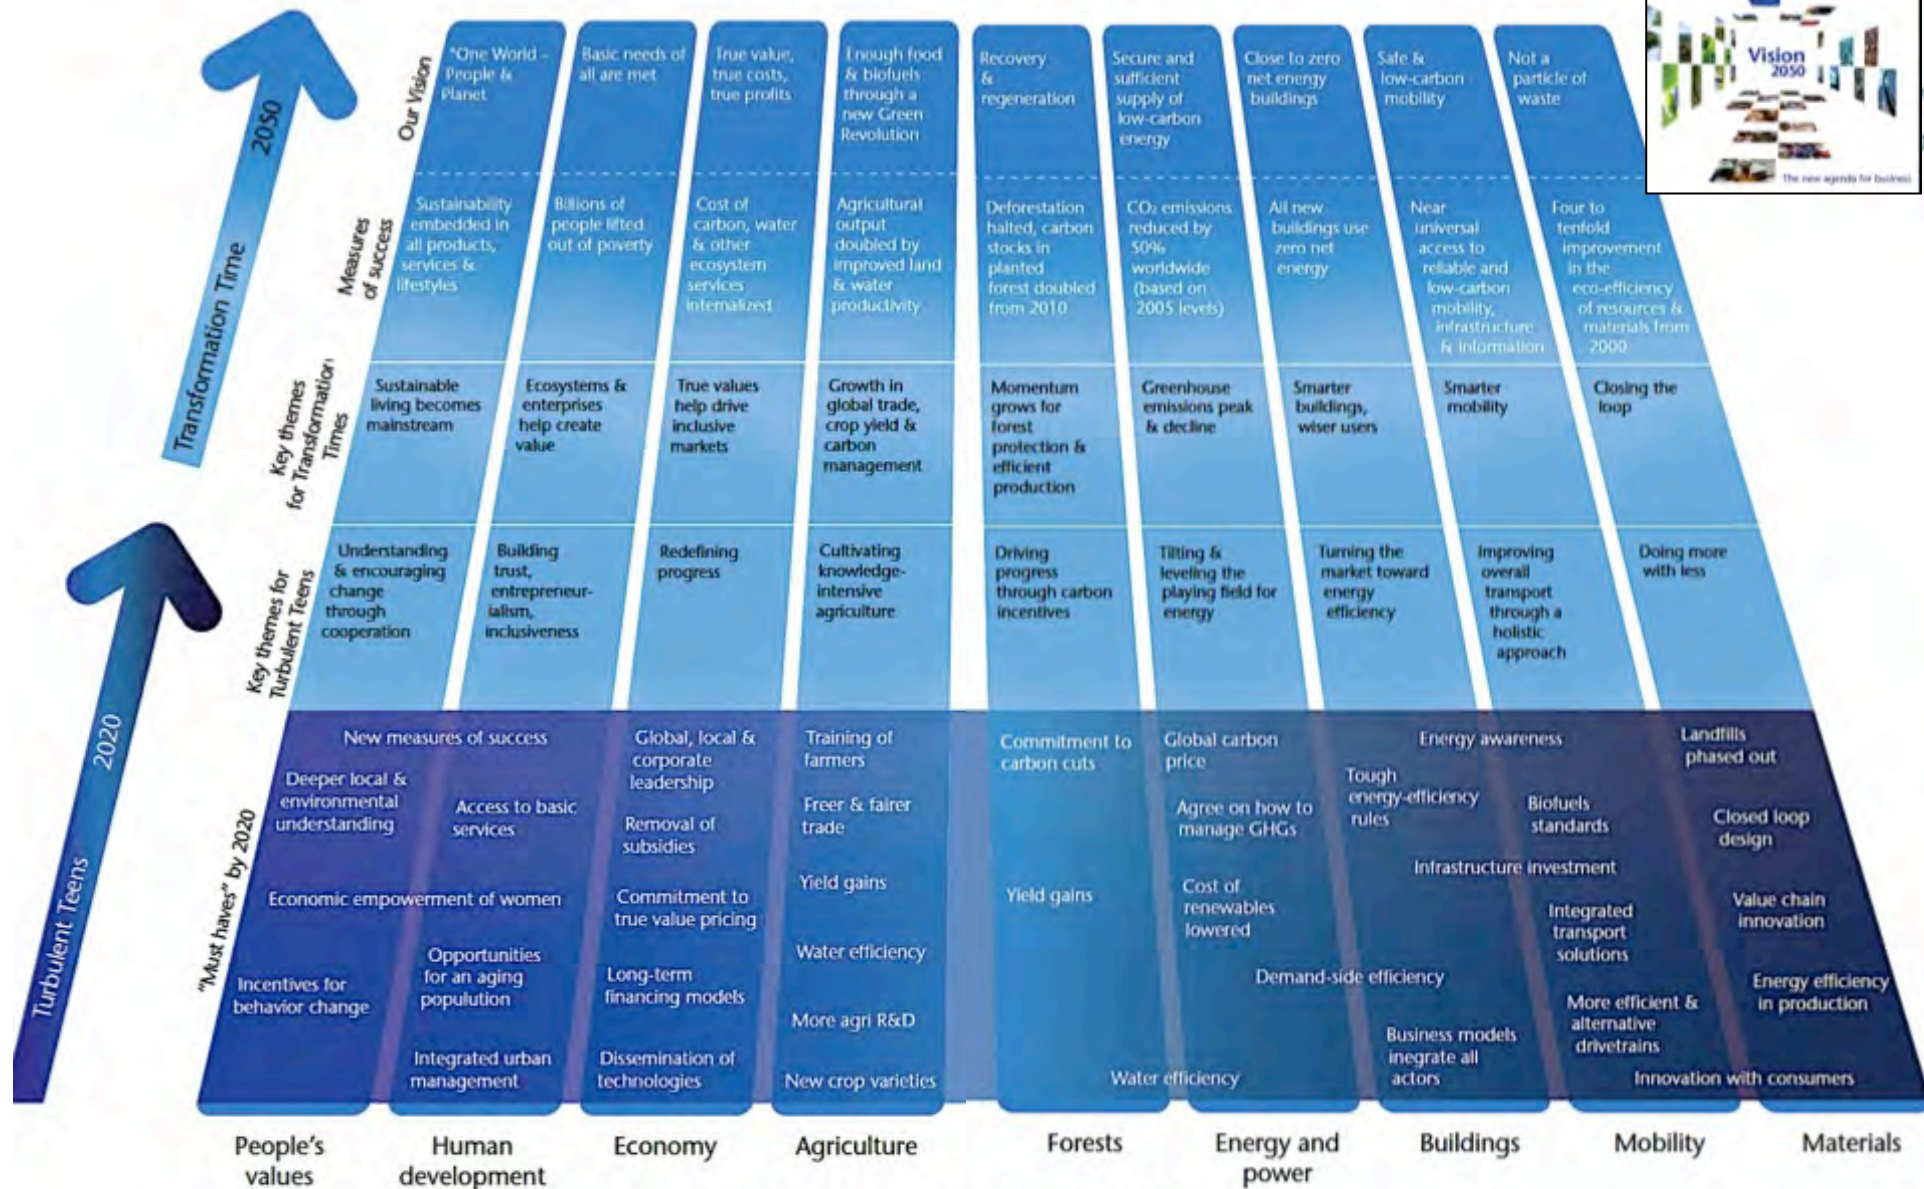 2050
Transformation Time
2020
Turbulent Teens
Our Vision
"One World –
People &
Planet
Basic needs of
all are met
True value,
true costs,
true profits
Enough food
& biofuels
through a
new Green
Revolution
Recovery
&
regeneration
Secure and
sufficient
supply of
low-carbon
energy
Close to zero
net energy
buildings
Safe &
low-carbon
mobility
Not a
particle of
waste
Vision
2050
The new agenda for business
Measures
of success
Sustainability
embedded in
all products,
services &
lifestyles
Billions of
people lifted
out of poverty
Cost of
carbon, water
& other
ecosystem
services
internalized
Agricultural
output
doubled by
improved land
& water
productivity
Deforestation
halted, carbon
stocks in
planted
forest doubled
from 2010
CO₂ emissions
reduced by
50%
worldwide
(based on
2005 levels)
All new
buildings use
zero net
energy
Near
universal
access to
reliable and
low-carbon
mobility,
infrastructure
& information
Four to
tenfold
improvement
in the
eco-efficiency
of resources &
materials from
2000
Key themes
for Transformation
Times
Sustainable
living becomes
mainstream
Ecosystems &
enterprises
help create
value
True values
help drive
inclusive
markets
Growth in
global trade,
crop yield &
carbon
management
Momentum
grows for
forest
protection &
efficient
production
Greenhouse
emissions peak
& decline
Smarter
buildings,
wiser users
Smarter
mobility
Closing the
loop
Key themes for
Turbulent Teens
Understanding
& encouraging
change
through
cooperation
Building
trust,
entrepreneur-
ialism,
inclusiveness
Redefining
progress
Cultivating
knowledge-
intensive
agriculture
Driving
progress
through carbon
incentives
Tilting &
leveling the
playing field for
energy
Turning the
market toward
energy
efficiency
Improving
overall
transport
through a
holistic
approach
Doing more
with less
"Must haves" by 2020
New measures of success
Deeper local &
environmental
understanding
Access to basic
services
Economic empowerment of women
Opportunities
for an aging
popululation
Incentives for
behavior change
Integrated urban
management
Global, local &
corporate
leadership
Removal of
subsidies
Commitment to
true value pricing
Long-term
financing models
Dissemination of
technologies
Training of
farmers
Freer & fairer
trade
Yield gains
Water efficiency
More agri R&D
New crop varieties
Commitment to
carbon cuts
Yield gains
Water efficiency
Global carbon
price
Agree on how to
manage GHGs
Cost of
renewables
lowered
Demand-side efficiency
Energy awareness
Tough
energy-efficiency
rules
Infrastructure investment
Business models
inegrate all
actors
Biofuels
standards
Integrated
transport
solutions
More efficient &
alternative
drivetrains
Innovation with consumers
Landfills
phased out
Closed loop
design
Value chain
innovation
Energy efficiency
in production
People's
values
Human
development
Economy
Agriculture
Forests
Energy and
power
Buildings
Mobility
Materials